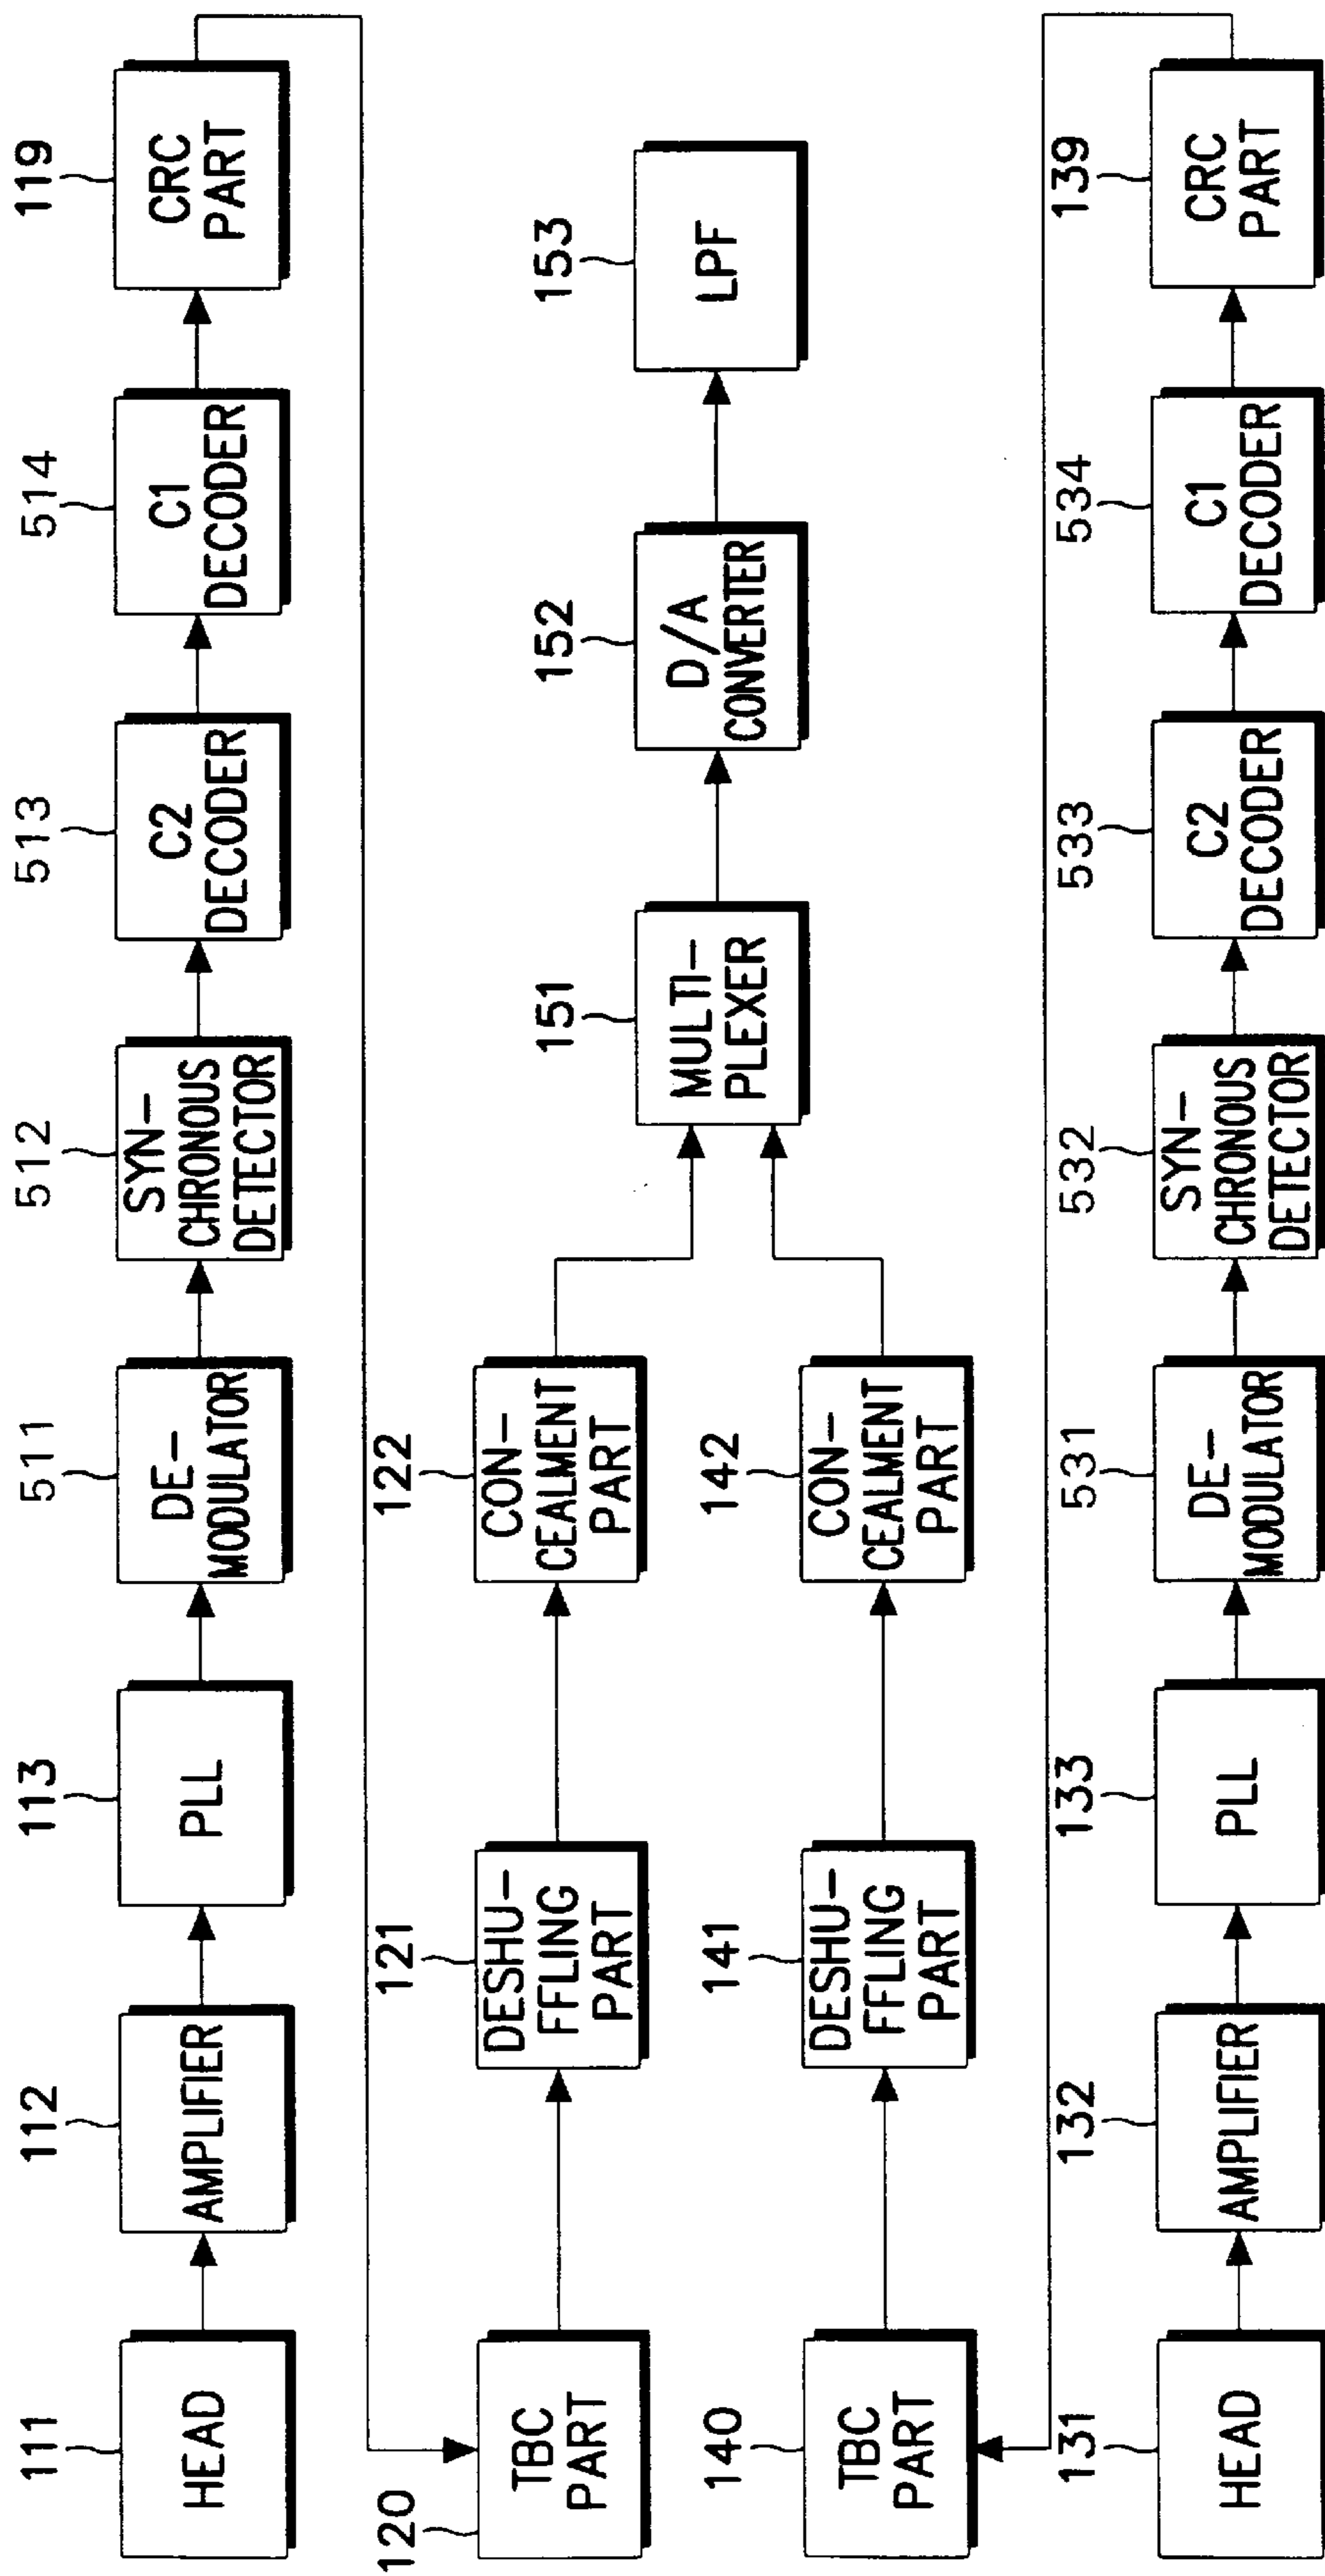 111
HEAD
112
AMPLIFIER
113
PLL
511
DE-
MODULATOR
512
SYN-
CHRONOUS
DETECTOR
513
C2
DECODER
514
C1
DECODER
119
CRC
PART
120
TBC
PART
121
DESHU-
FFLING
PART
122
CON-
CEALMENT
PART
151
MULTI-
PLEXER
152
D/A
CONVERTER
153
LPF
140
TBC
PART
141
DESHU-
FFLING
PART
142
CON-
CEALMENT
PART
131
HEAD
132
AMPLIFIER
133
PLL
531
DE-
MODULATOR
532
SYN-
CHRONOUS
DETECTOR
533
C2
DECODER
534
C1
DECODER
139
CRC
PART